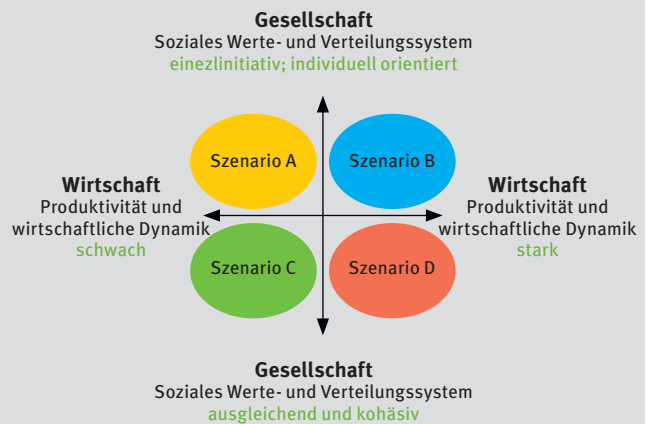 Gesellschaft
Soziales Werte- und Verteilungssystem
einezlinitiativ; individuell orientiert
Szenario A
Szenario B
Wirtschaft
Produktivität und
wirtschaftliche Dynamik
schwach
Wirtschaft
Produktivität und
wirtschaftliche Dynamik
stark
Szenario C
Szenario D
Gesellschaft
Soziales Werte- und Verteilungssystem
ausgleichend und kohäsiv